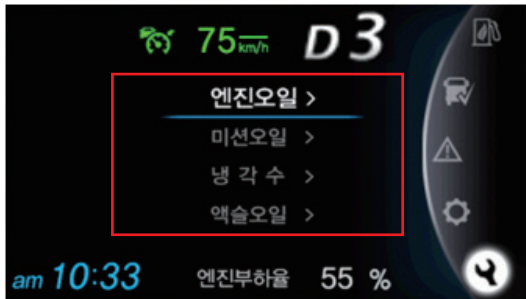 75 km/h D 3
엔진오일 >
미션오일 >
냉 각 수 >
액슬오일 >
am 10:33 엔진부하율 55 %